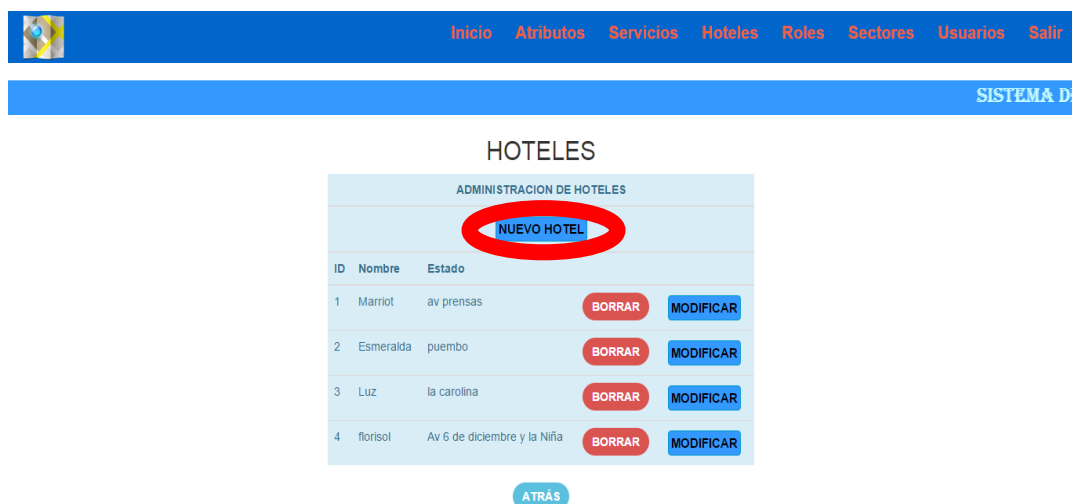 Inicio Atributos Servicios Hoteles Roles Sectores Usuarios Salir
SISTEMA
HOTELES
ADMINISTRACION DE HOTELES
NUEVO HOTEL
ID Nombre Estado
1 Marriot av prensas BORRAR MODIFICAR
2 Esmeralda puembo BORRAR MODIFICAR
3 Luz la carolina BORRAR MODIFICAR
4 florisol Av 6 de diciembre y la Niña BORRAR MODIFICAR
ATRÁS